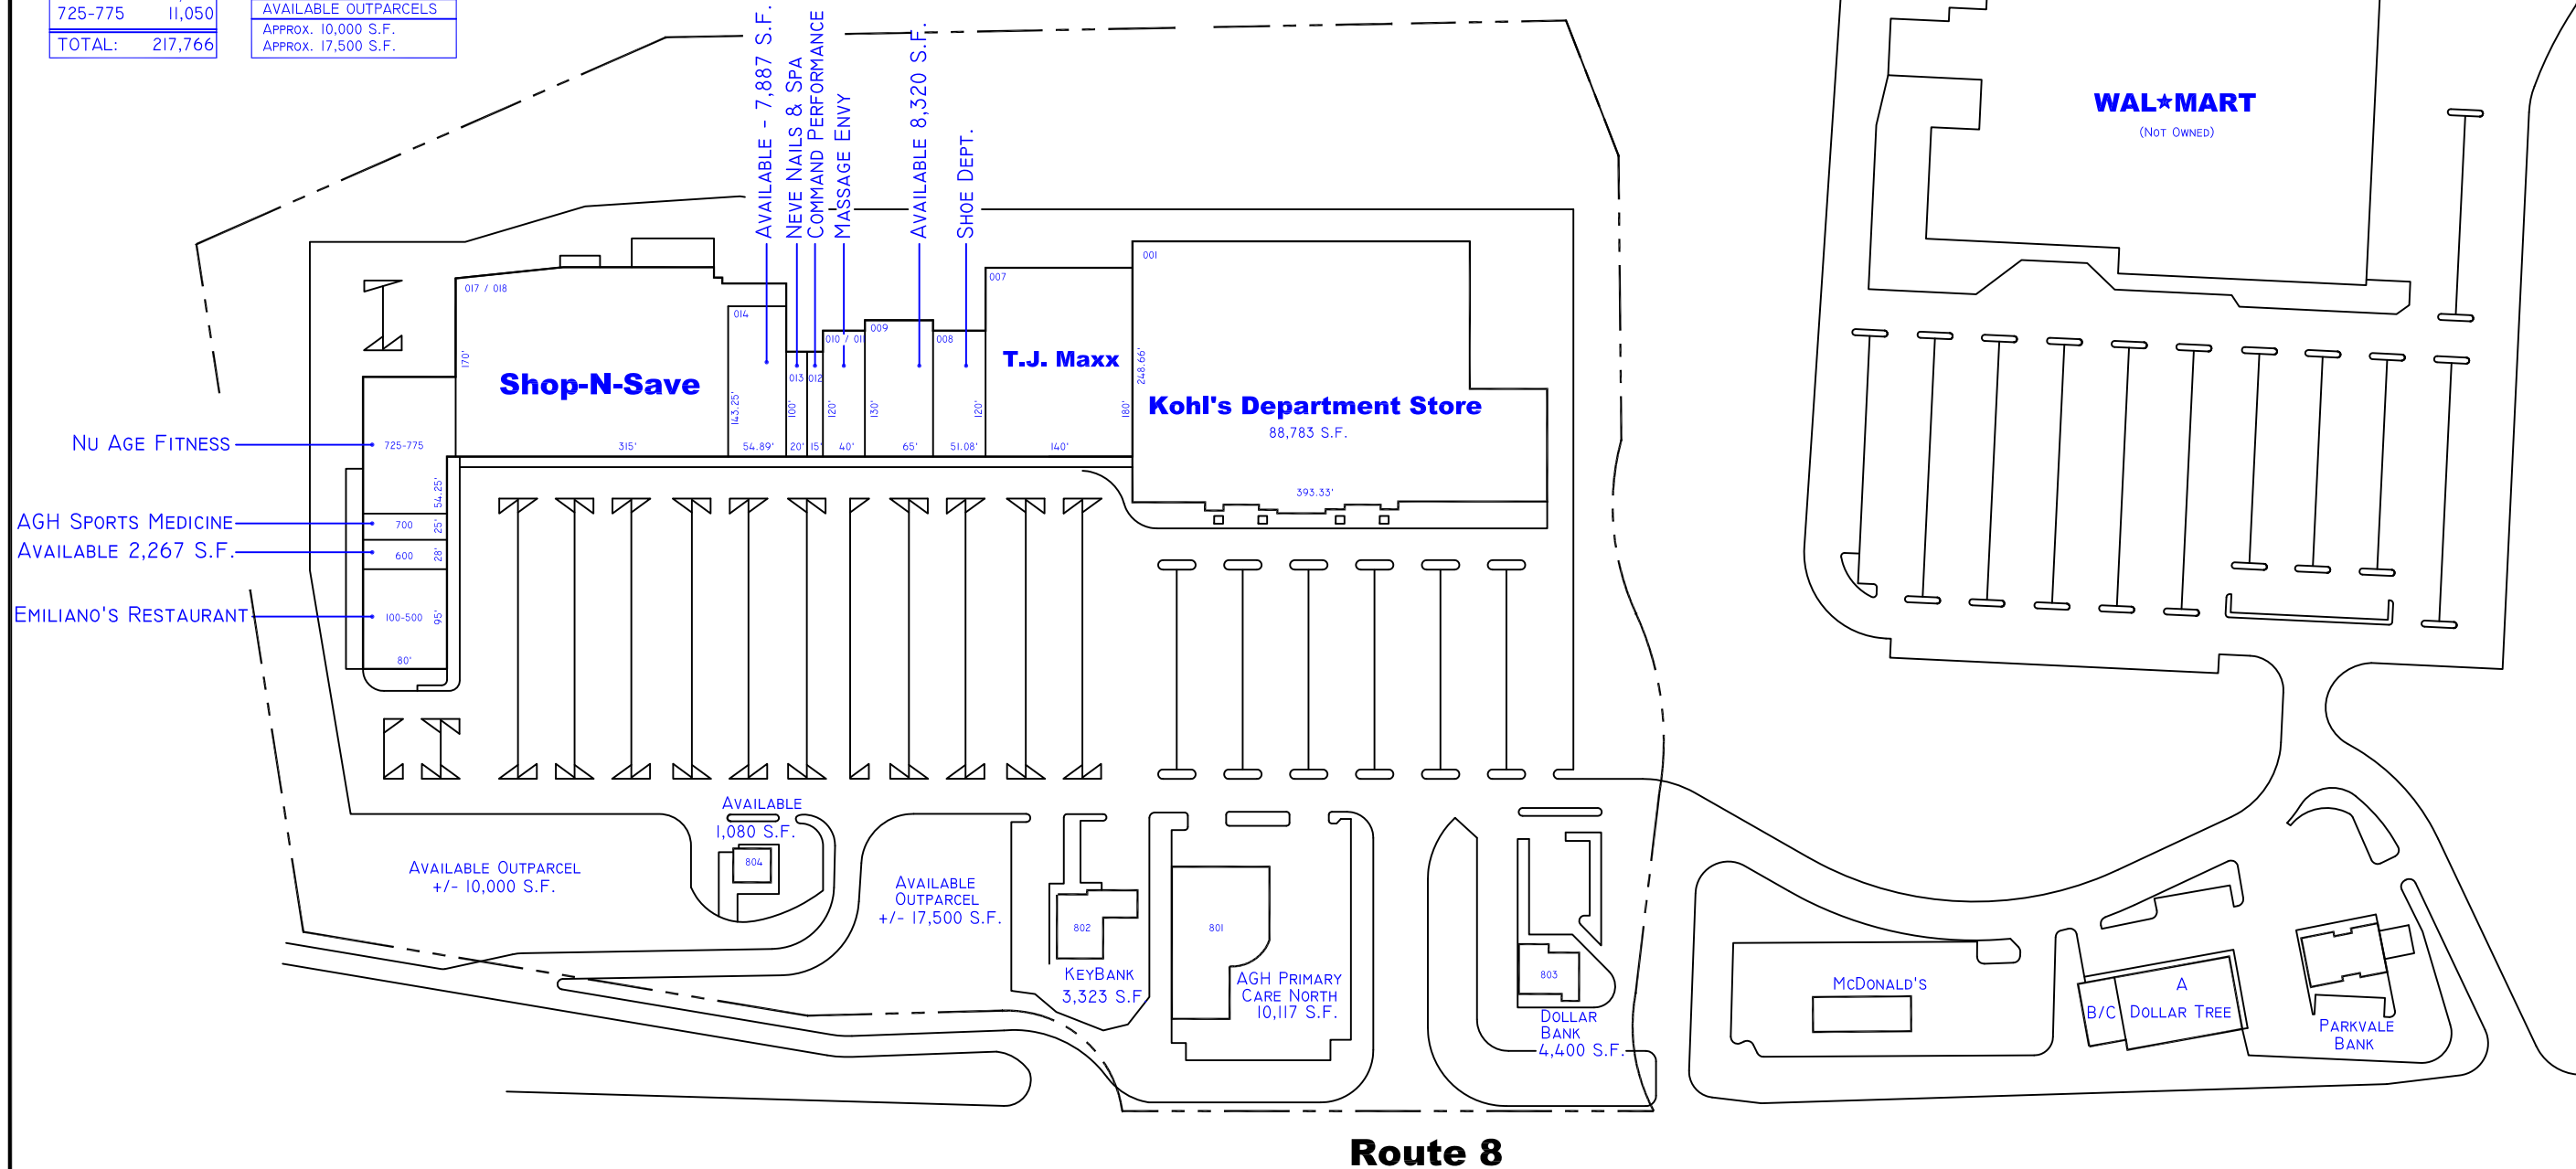 725-775 11,050
TOTAL: 217,766
AVAILABLE OUTPARCELS
APPROX. 10,000 S.F.
APPROX. 17,500 S.F.
AVAILABLE - 7,887 S.F.
NEVE NAILS & SPA
COMMAND PERFORMANCE
MASSAGE ENVY
AVAILABLE 8,320 S.F.
SHOE DEPT.
WAL★MART
(NOT OWNED)
017 / 018
170'
Shop-N-Save
315'
014
143.25'
54.89'
013
100'
20'
012
15'
010 / 011
120'
40'
009
130'
65'
008
120'
51.08'
007
T.J. Maxx
180'
140'
001
248.66'
Kohl's Department Store
88,783 S.F.
393.33'
NU AGE FITNESS
725-775
54.25'
AGH SPORTS MEDICINE
700
25'
AVAILABLE 2,267 S.F.
600
28'
EMILIANO'S RESTAURANT
100-500
95'
80'
AVAILABLE
1,080 S.F.
804
AVAILABLE OUTPARCEL
+/- 10,000 S.F.
AVAILABLE
OUTPARCEL
+/- 17,500 S.F.
802
KEYBANK
3,323 S.F
801
AGH PRIMARY
CARE NORTH
10,117 S.F.
803
DOLLAR
BANK
4,400 S.F.
MCDONALD'S
B/C
A
DOLLAR TREE
PARKVALE
BANK
Route 8